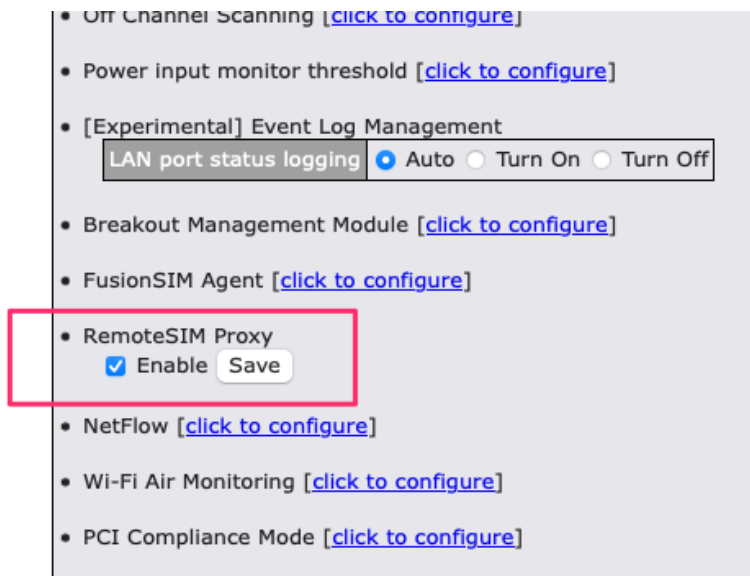 • Off Channel Scanning [click to configure]
• Power input monitor threshold [click to configure]
• [Experimental] Event Log Management
LAN port status logging Auto Turn On Turn Off
• Breakout Management Module [click to configure]
• FusionSIM Agent [click to configure]
• RemoteSIM Proxy
Enable Save
• NetFlow [click to configure]
• Wi-Fi Air Monitoring [click to configure]
• PCI Compliance Mode [click to configure]